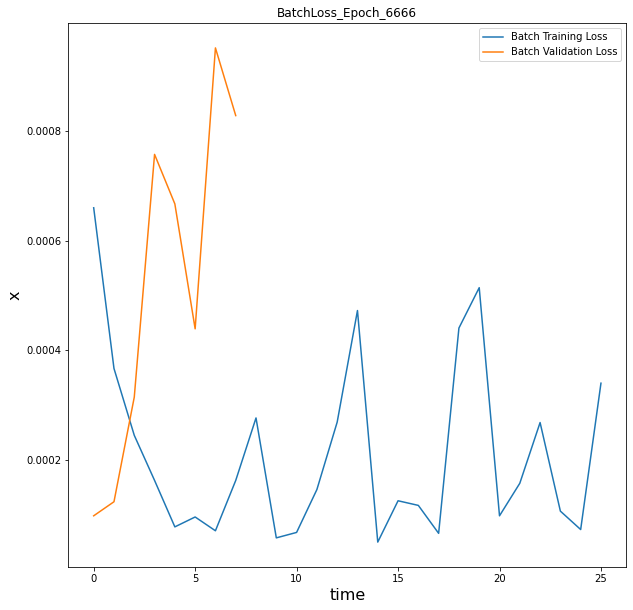 BatchLoss_Epoch_6666
Batch Training Loss
Batch Validation Loss
0.0008
0.0006
0.0004
0.0002
x
0 5 10 15 20 25
time